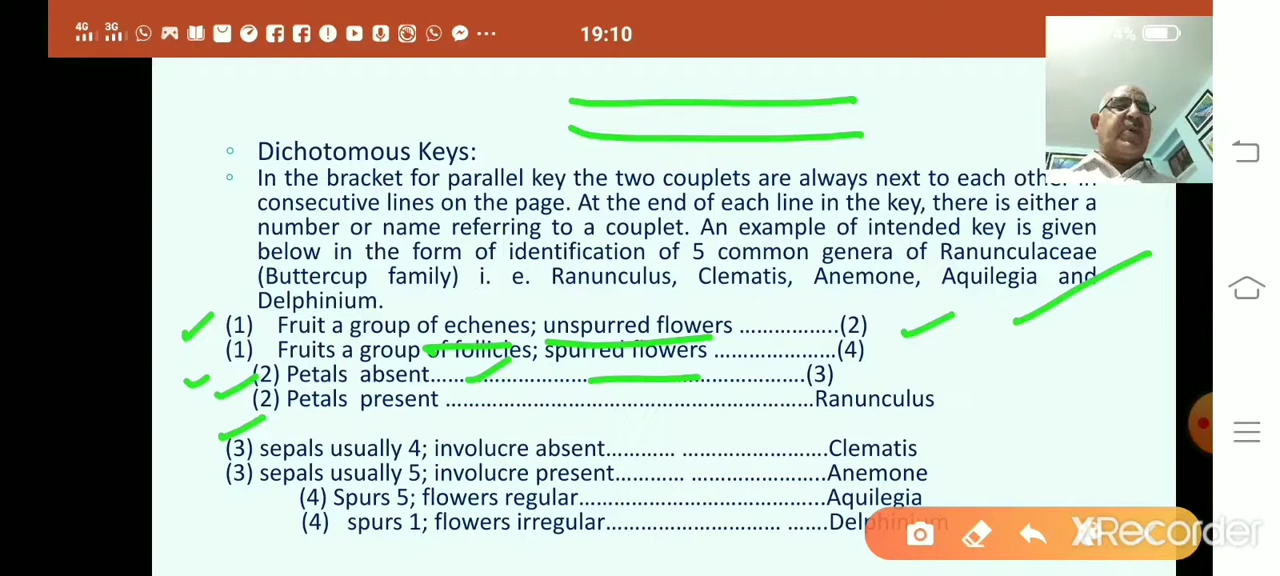 4G 3G 19:10 4%
Dichotomous Keys:
In the bracket for parallel key the two couplets are always next to each other in
consecutive lines on the page. At the end of each line in the key, there is either a
number or name referring to a couplet. An example of intended key is given
below in the form of identification of 5 common genera of Ranunculaceae
(Buttercup family) i. e. Ranunculus, Clematis, Anemone, Aquilegia and
Delphinium.
(1) Fruit a group of echenes; unspurred flowers ................(2)
(1) Fruits a group of follicles; spurred flowers .....................(4)
(2) Petals absent..............................................................(3)
(2) Petals present .............................................................Ranunculus
(3) sepals usually 4; involucre absent........... ......................Clematis
(3) sepals usually 5; involucre present........... ......................Anemone
(4) Spurs 5; flowers regular.........................................Aquilegia
(4) spurs 1; flowers irregular............................. .......Delphinium
XRecorder